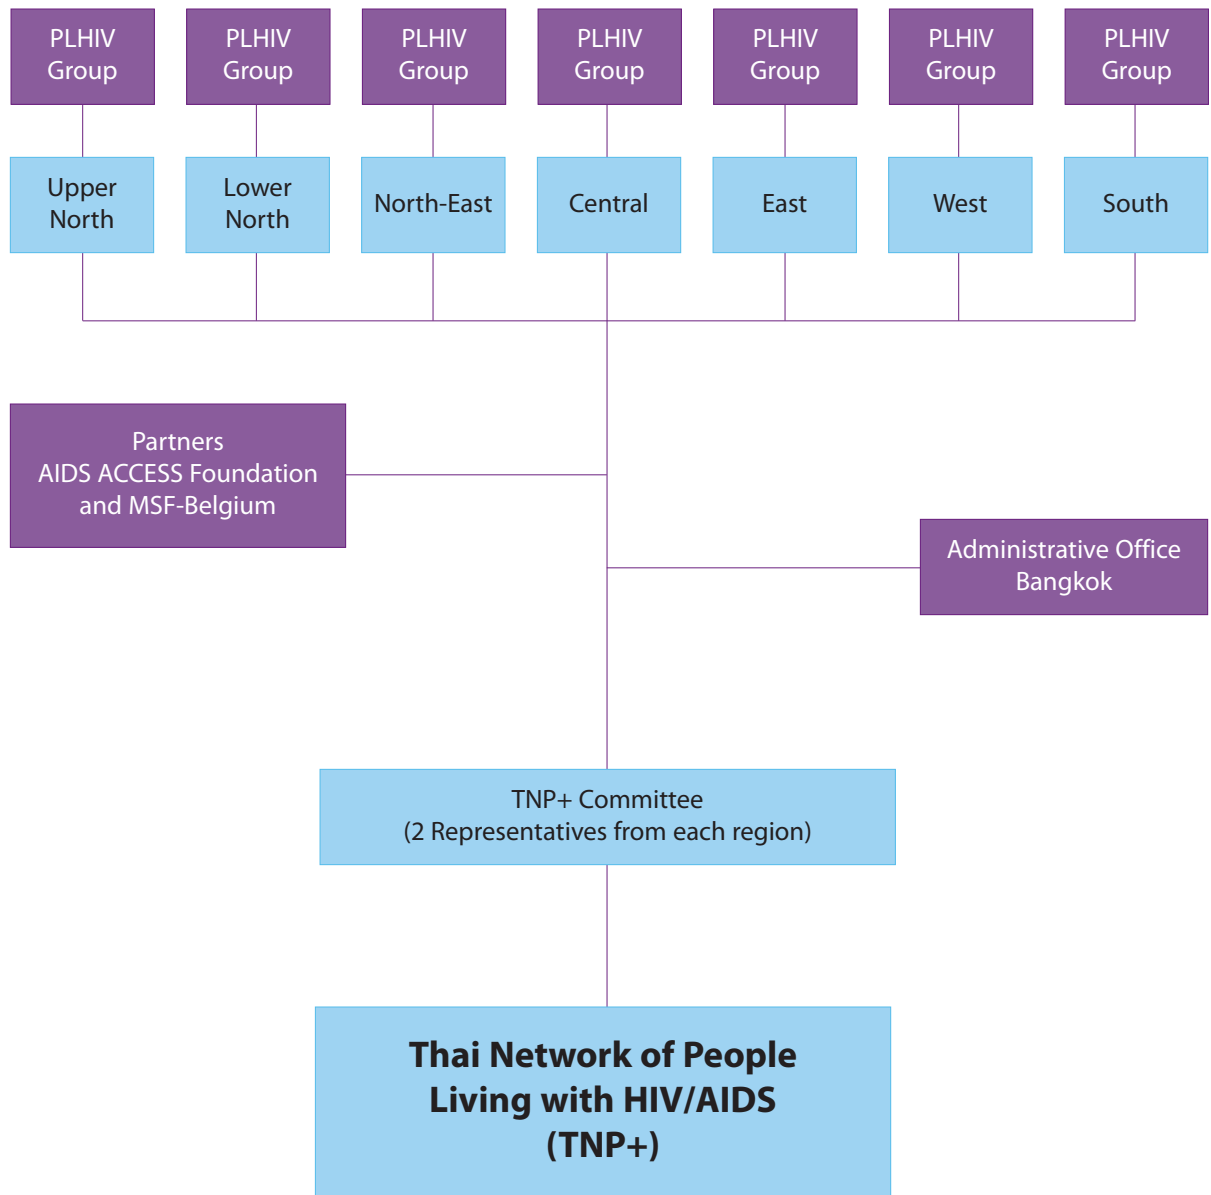 PLHIV
Group
PLHIV
Group
PLHIV
Group
PLHIV
Group
PLHIV
Group
PLHIV
Group
PLHIV
Group
Upper
North
Lower
North
North-East
Central
East
West
South
Partners
AIDS ACCESS Foundation
and MSF-Belgium
Administrative Office
Bangkok
TNP+ Committee
(2 Representatives from each region)
Thai Network of People
Living with HIV/AIDS
(TNP+)